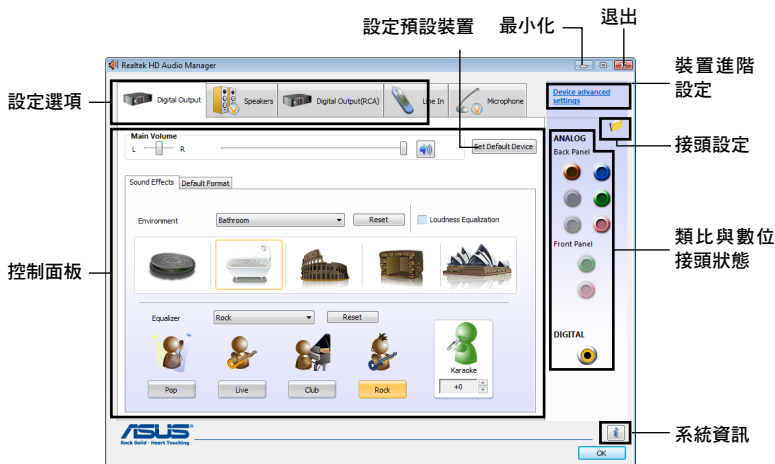 設定預設裝置
最小化
退出
Realtek HD Audio Manager
裝置進階
設定
設定選項
Digital Output
Speakers
Digital Output(RCA)
Line In
Microphone
Device advanced
settings
接頭設定
Main Volume
L
R
Set Default Device
ANALOG
Back Panel
Sound Effects
Default Format
Environment
Bathroom
Reset
Loudness Equalization
類比與數位
接頭狀態
Front Panel
控制面板
Equalizer
Rock
Reset
DIGITAL
Karaoke
Pop
Live
Club
Rock
+0
ASUS
Rock Solid · Heart Touching
系統資訊
i
OK